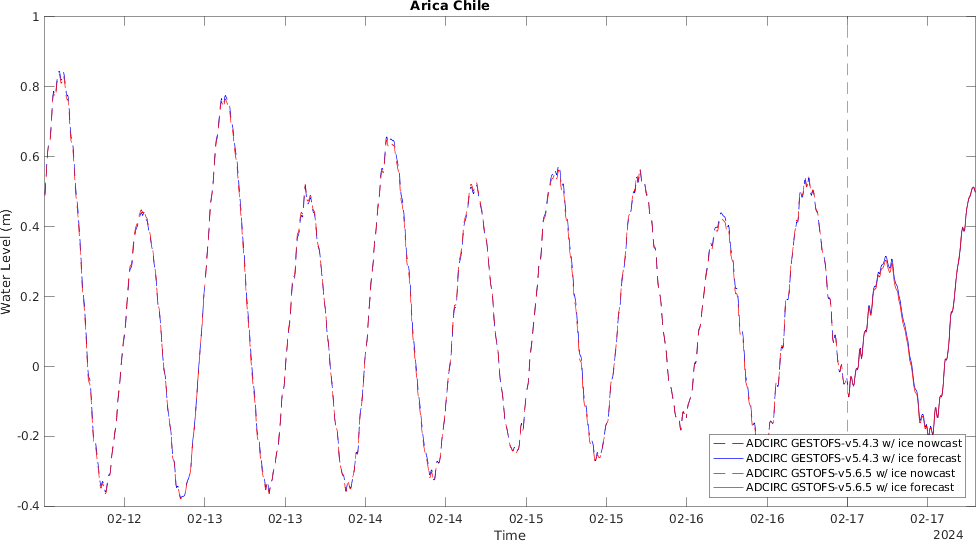 Arica Chile
Water Level (m)
1
0.8
0.6
0.4
0.2
0
-0.2
-0.4
ADCIRC GESTOFS-v5.4.3 w/ ice nowcast
ADCIRC GESTOFS-v5.4.3 w/ ice forecast
ADCIRC GSTOFS-v5.6.5 w/ ice nowcast
ADCIRC GSTOFS-v5.6.5 w/ ice forecast
02-12 02-13 02-13 02-14 02-14 02-15 02-15 02-16 02-16 02-17 02-17
Time
2024